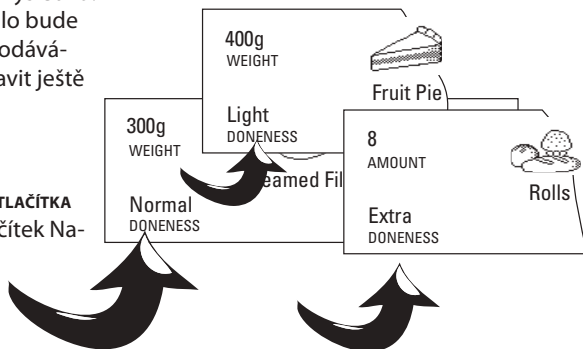 lo bude
odává-
avit ještě
TLAČÍTKA
čítek Na-
400g
WEIGHT
Fruit Pie
Light
DONENESS
300g
WEIGHT
Normal
DONENESS
8
AMOUNT
Rolls
Extra
DONENESS